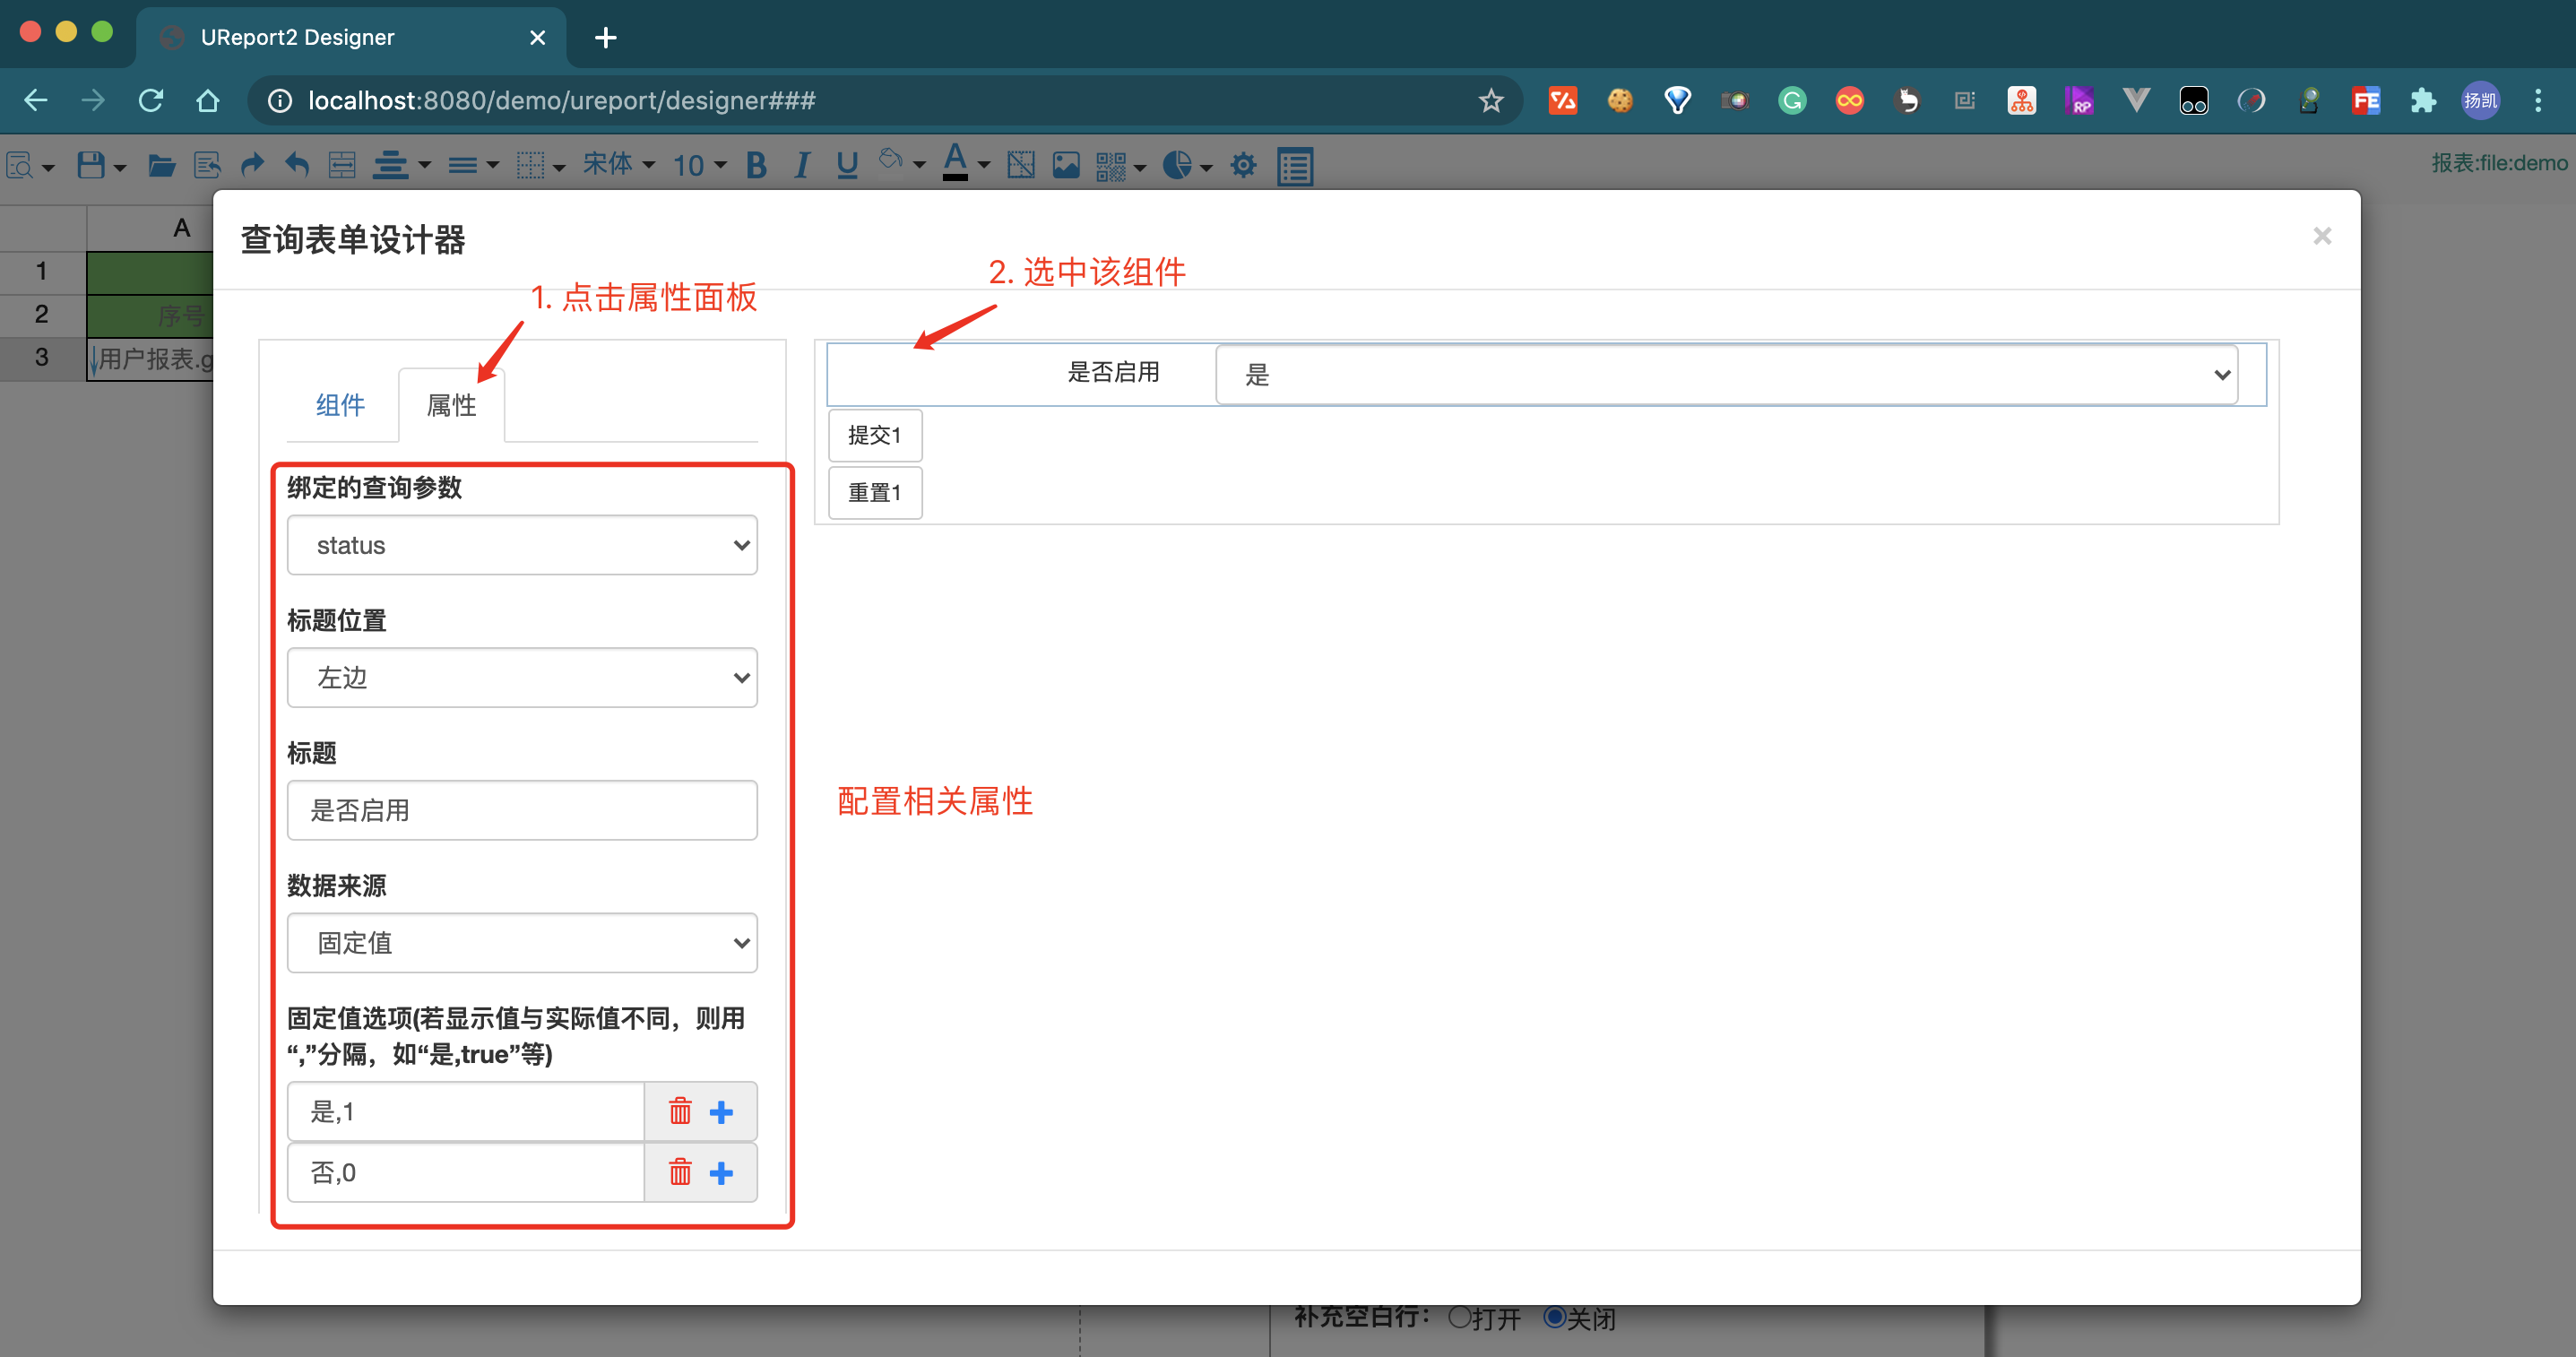 UReport2 Designer
localhost:8080/demo/ureport/designer###
扬凯
宋体
10
B I U
A
报表:file:demo
A
1
2 序号
3 用户报表.g
查询表单设计器
1. 点击属性面板
2. 选中该组件
组件
属性
是否启用
是
提交1
重置1
绑定的查询参数
status
标题位置
左边
标题
是否启用
配置相关属性
数据来源
固定值
固定值选项(若显示值与实际值不同，则用
“,”分隔，如“是,true”等)
是,1
否,0
补充空白行：
打开
关闭